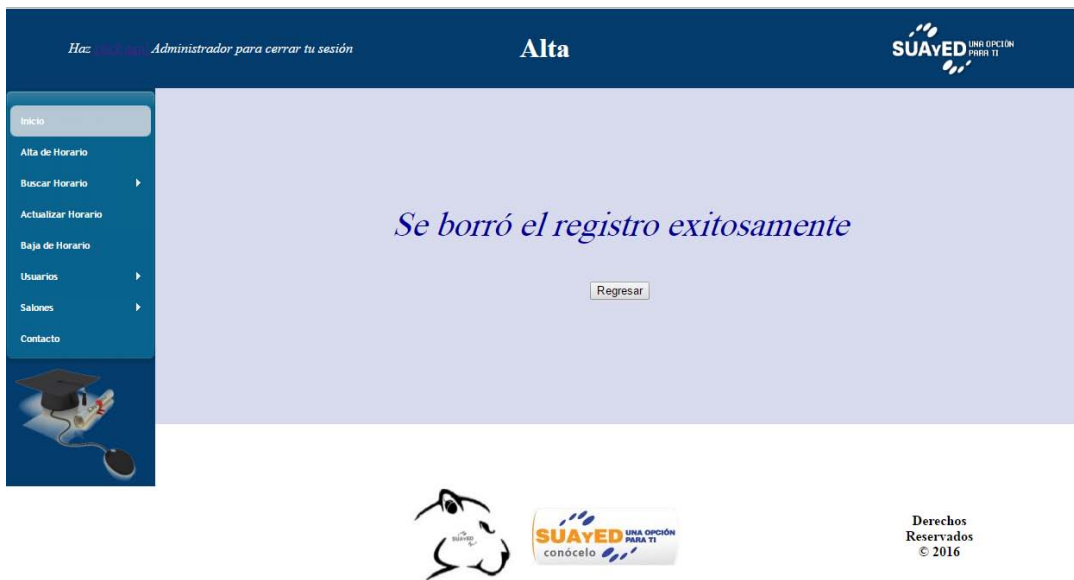 Haz Administrador para cerrar tu sesión
Alta
SUAyED UNA OPCIÓN
PARA TI
Inicio
Alta de Horario
Buscar Horario
Actualizar Horario
Baja de Horario
Usuarios
Salones
Contacto
Se borró el registro exitosamente
Regresar
SUAyED
SUAyED UNA OPCIÓN
PARA TI
conócelo
Derechos
Reservados
© 2016